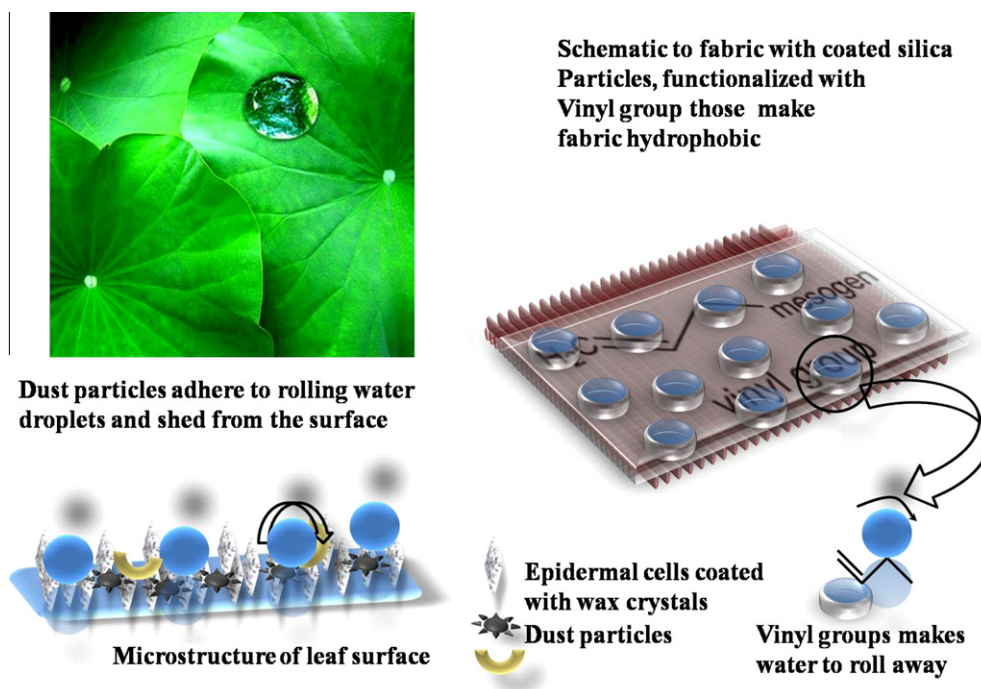 Schematic to fabric with coated silica
Particles, functionalized with
Vinyl group those make
fabric hydrophobic
H₂C
mesogen
vinyl group
Dust particles adhere to rolling water
droplets and shed from the surface
Epidermal cells coated
with wax crystals
Dust particles
Microstructure of leaf surface
Vinyl groups makes
water to roll away